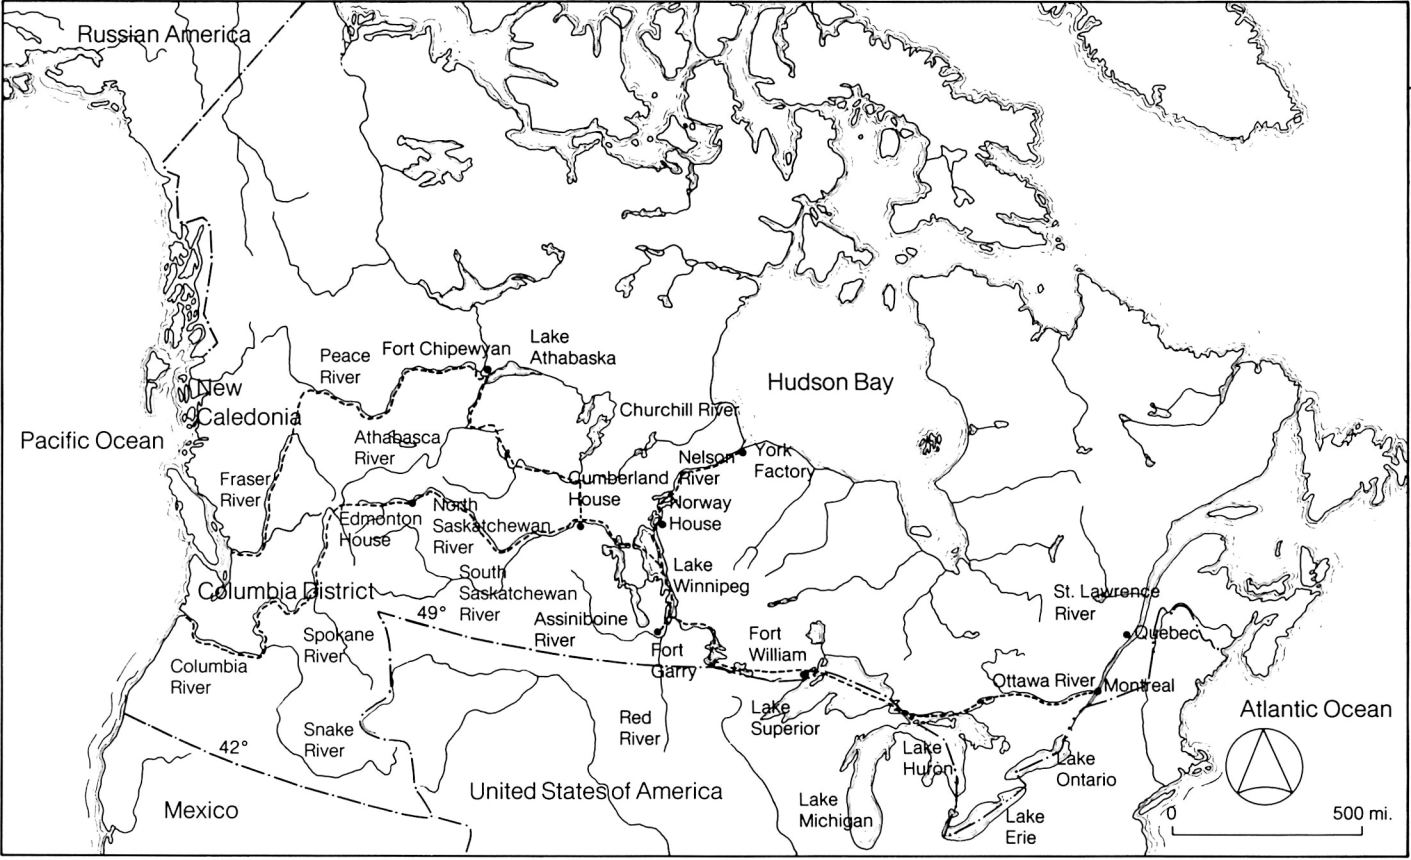 Russian America
Lake
Athabaska
Fort Chipewyan
Peace
River
New
Caledonia
Hudson Bay
Churchill River
Pacific Ocean
Athabasca
River
Nelson
River
York
Factory
Fraser
River
Cumberland
House
Norway
House
Edmonton
House
North
Saskatchewan
River
Lake
Winnipeg
South
Saskatchewan
River
Columbia District
49°
Assiniboine
River
St. Lawrence
River
Spokane
River
Fort
Garry
Fort
William
Quebec
Columbia
River
Ottawa River
Montreal
Snake
River
Red
River
Lake
Superior
Atlantic Ocean
42°
Lake
Huron
Lake
Ontario
Mexico
United States of America
Lake
Michigan
Lake
Erie
0 500 mi.